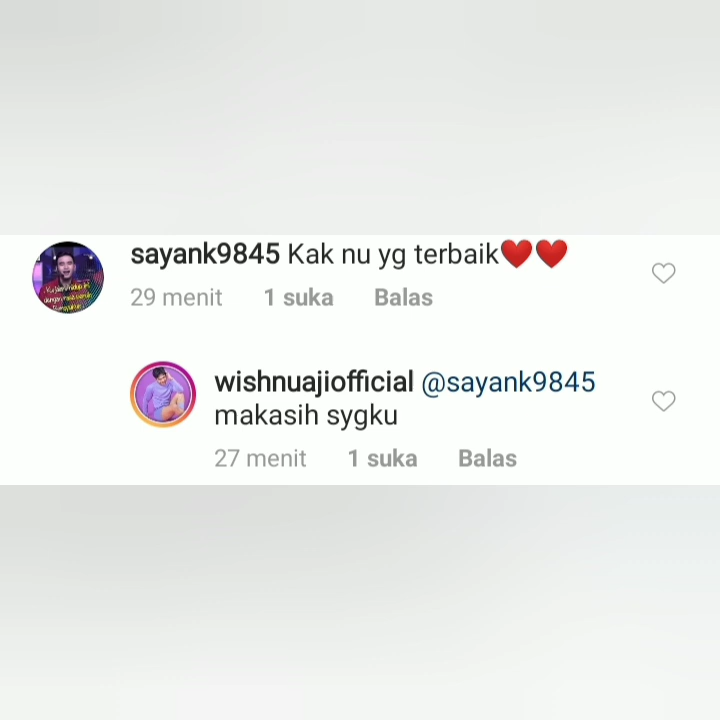 sayank9845 Kak nu yg terbaik❤️❤️
29 menit 1 suka Balas
wishnuajiofficial @sayank9845
makasih sygku
27 menit 1 suka Balas